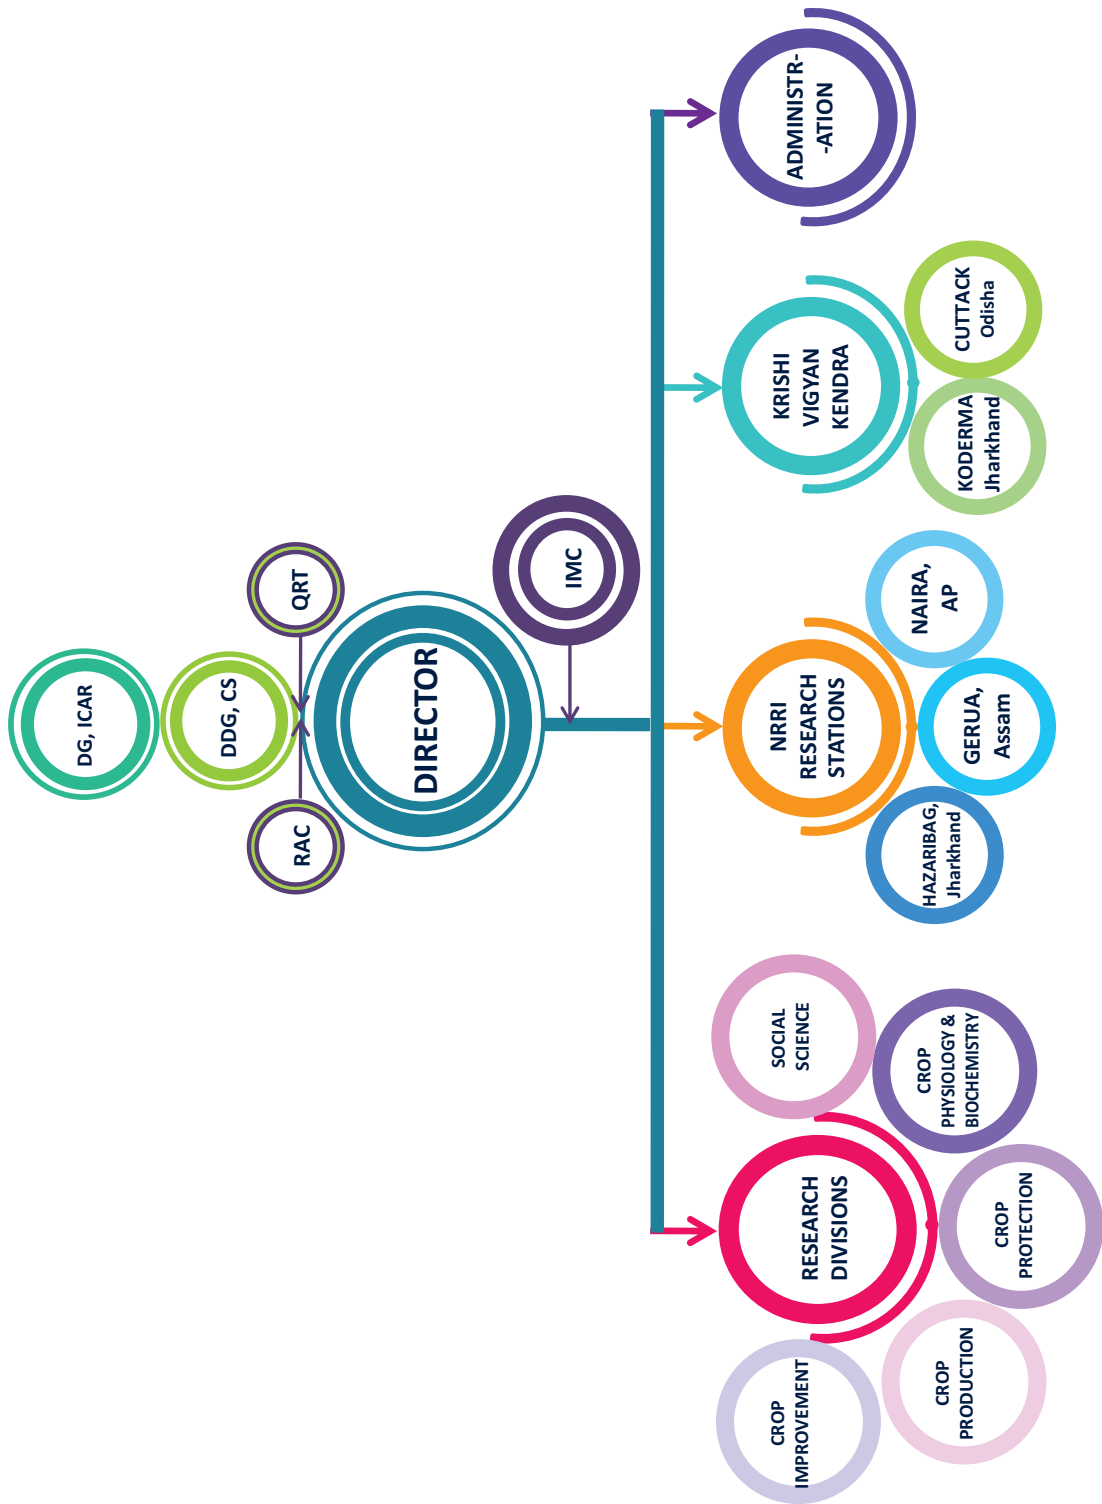 DG, ICAR
DDG, CS
RAC
QRT
DIRECTOR
IMC
RESEARCH
DIVISIONS
CROP
IMPROVEMENT
CROP
PRODUCTION
CROP
PROTECTION
CROP
PHYSIOLOGY &
BIOCHEMISTRY
SOCIAL
SCIENCE
NRRI
RESEARCH
STATIONS
HAZARIBAG,
Jharkhand
GERUA,
Assam
NAIRA,
AP
KRISHI
VIGYAN
KENDRA
KODERMA
Jharkhand
CUTTACK
Odisha
ADMINISTR-
-ATION